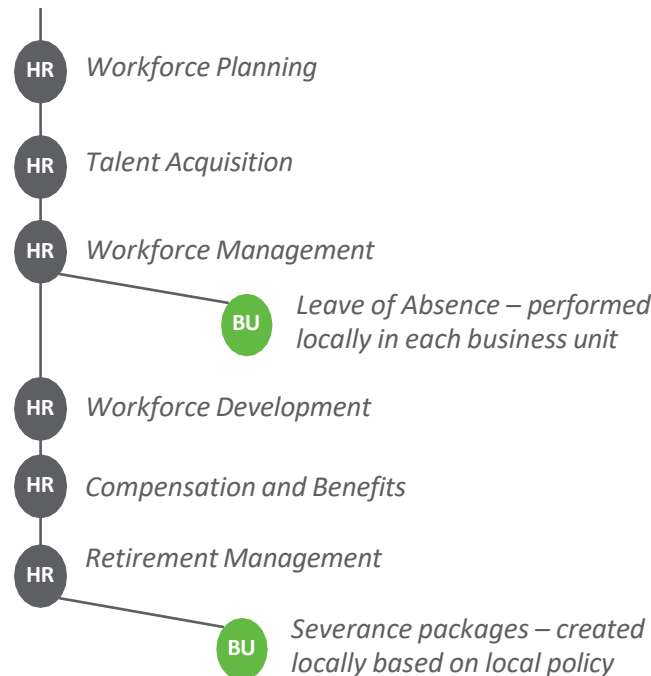 HR Workforce Planning
HR Talent Acquisition
HR Workforce Management
BU Leave of Absence – performed
locally in each business unit
HR Workforce Development
HR Compensation and Benefits
HR Retirement Management
BU Severance packages – created
locally based on local policy